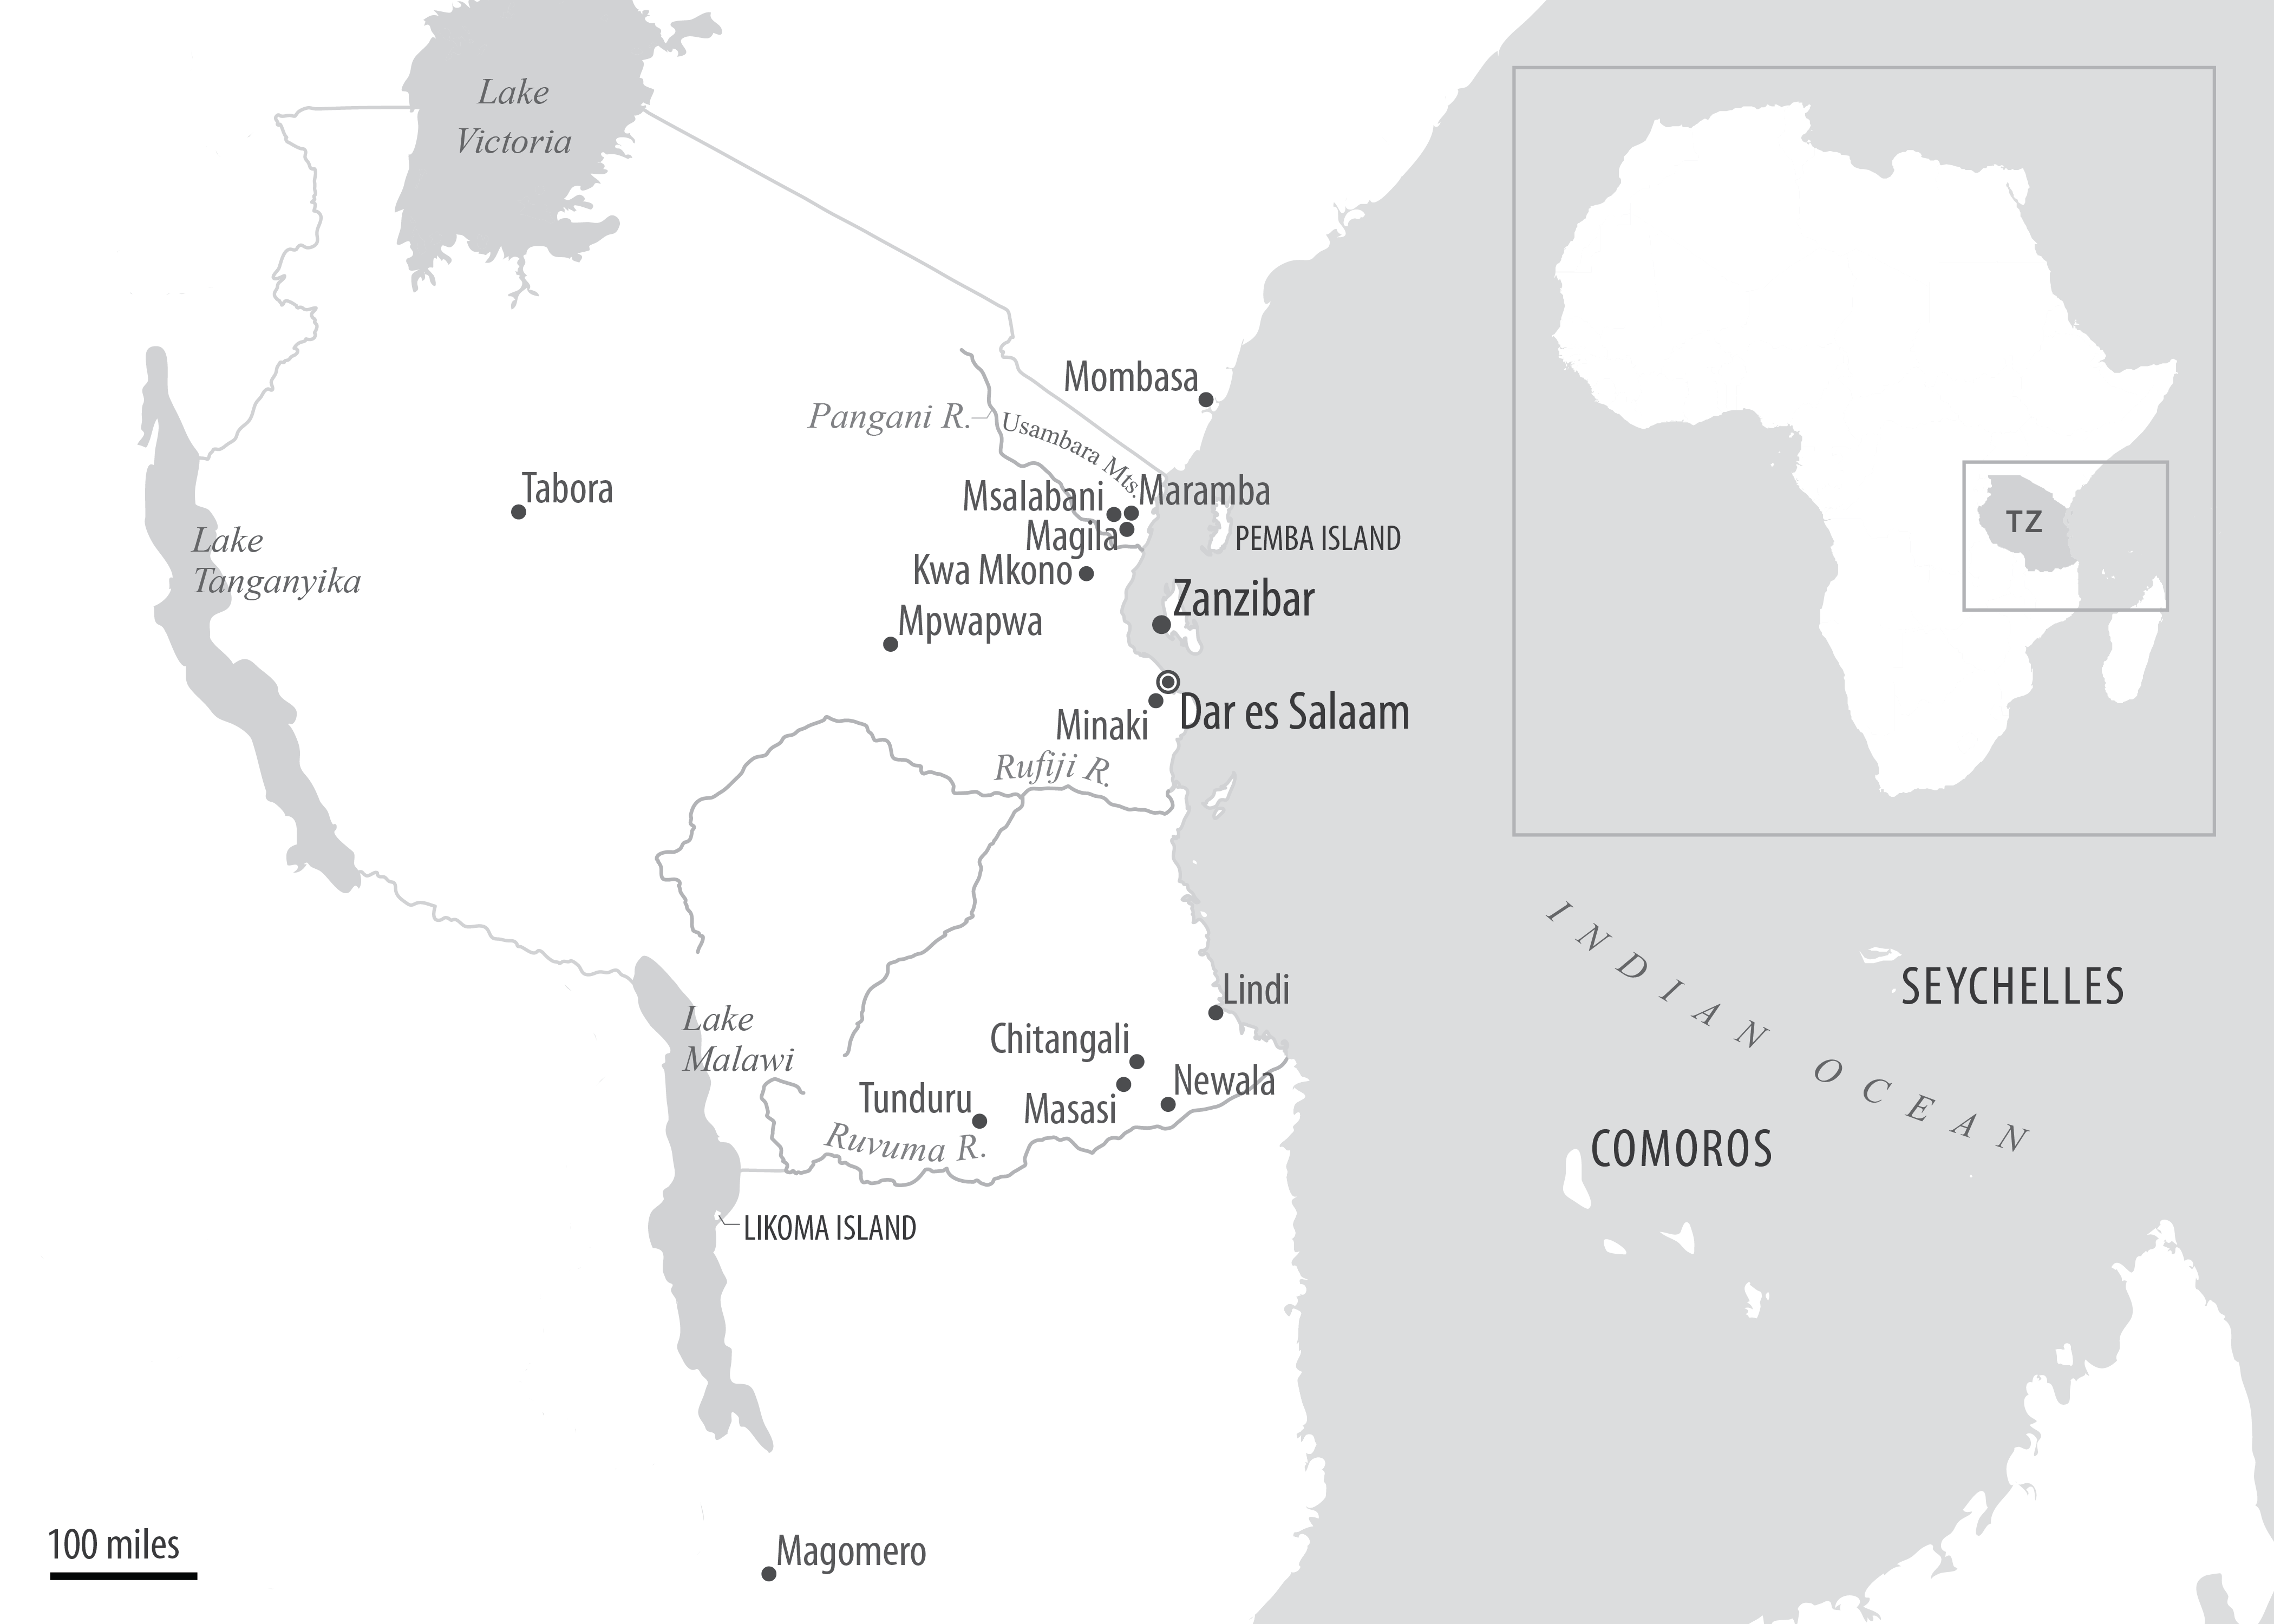 Lake
Victoria
Mombasa
Pangani R.
Usambara Mts.
Tabora
Msalabani
Maramba
Magila
PEMBA ISLAND
TZ
Lake
Tanganyika
Kwa Mkono
Zanzibar
Mpwapwa
Dar es Salaam
Minaki
Rufiji R.
INDIAN OCEAN
SEYCHELLES
Lindi
Lake
Malawi
Chitangali
Newala
Tunduru
Masasi
Ruvuma R.
COMOROS
LIKOMA ISLAND
100 miles
Magomero